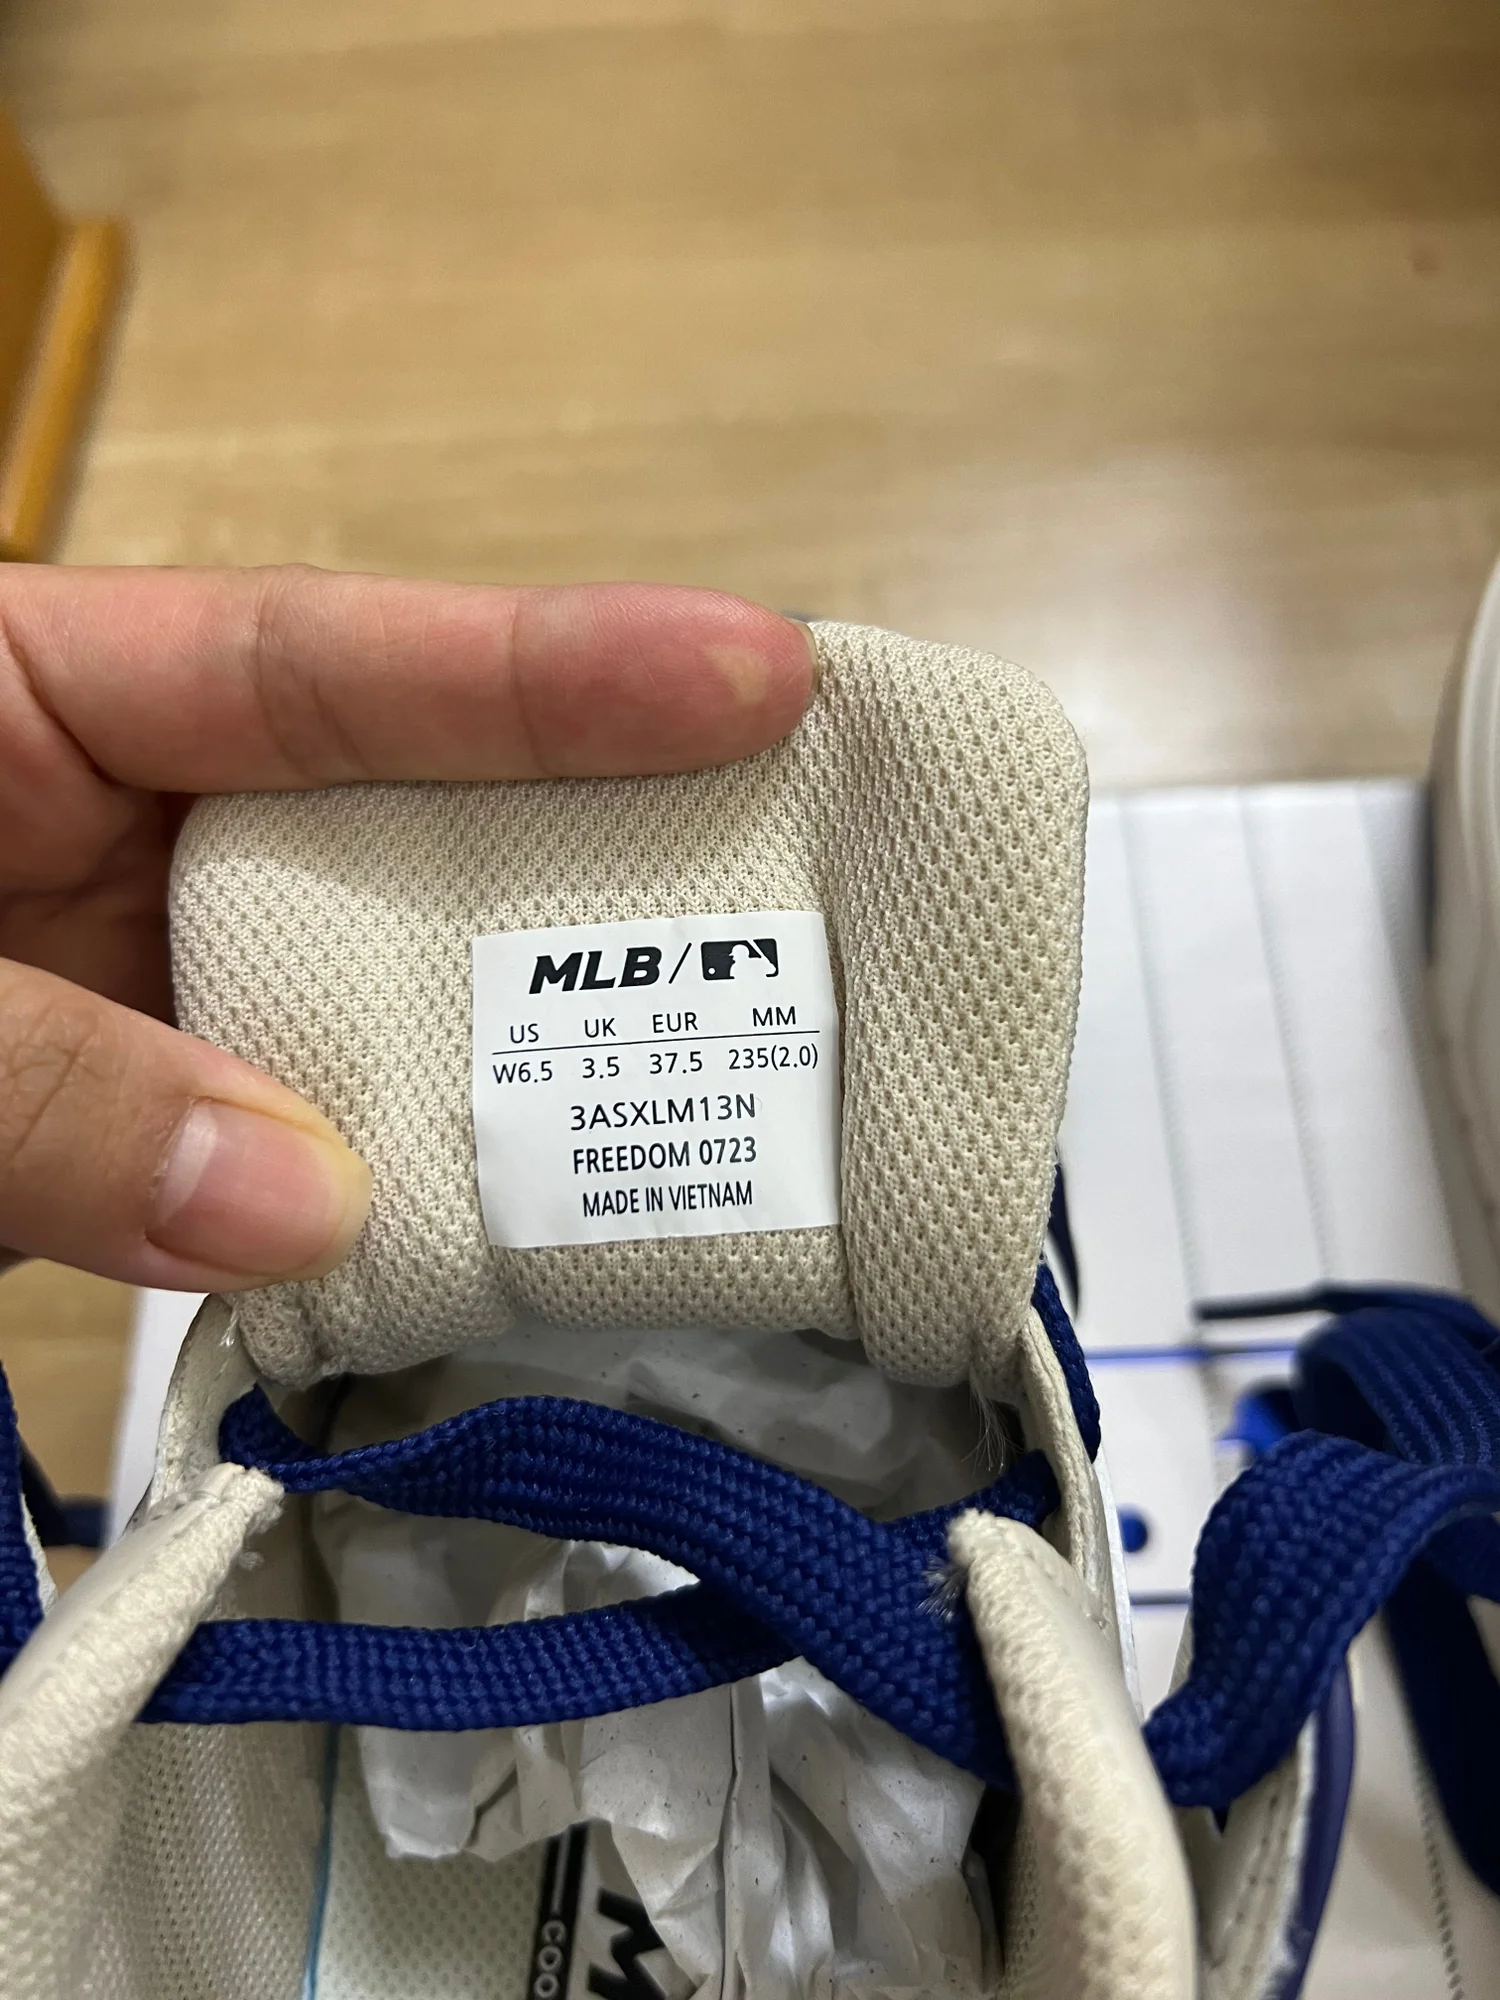 MLB/
US UK EUR MM
W6.5 3.5 37.5 235(2.0)
3ASXLM13N
FREEDOM 0723
MADE IN VIETNAM
COO
M